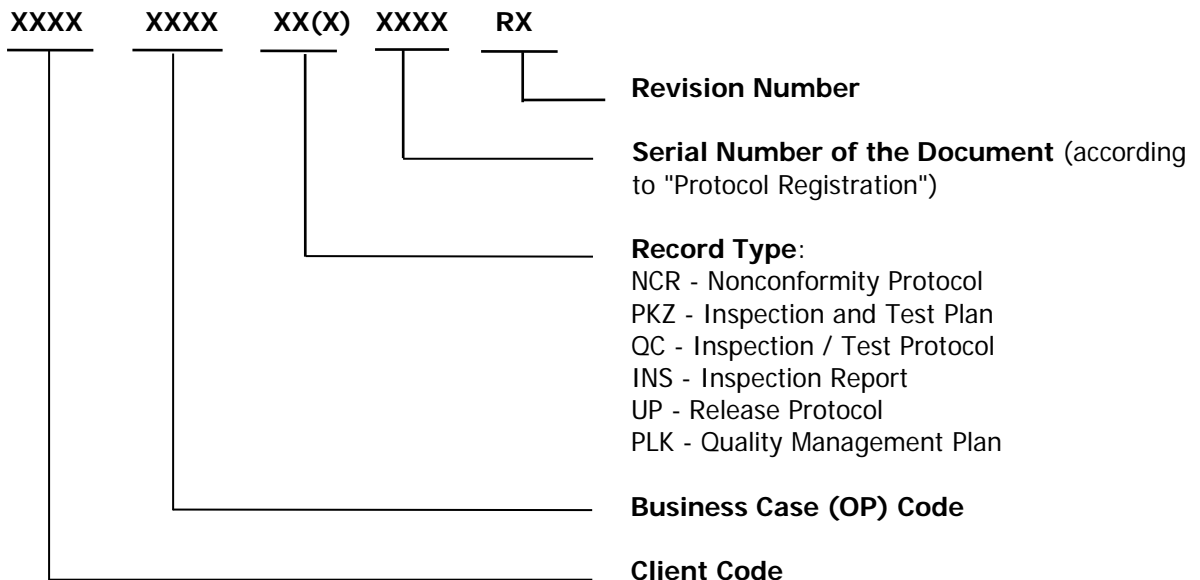 XXXX XXXX XX(X) XXXX RX
Revision Number
Serial Number of the Document (according
to "Protocol Registration")
Record Type:
NCR - Nonconformity Protocol
PKZ - Inspection and Test Plan
QC - Inspection / Test Protocol
INS - Inspection Report
UP - Release Protocol
PLK - Quality Management Plan
Business Case (OP) Code
Client Code